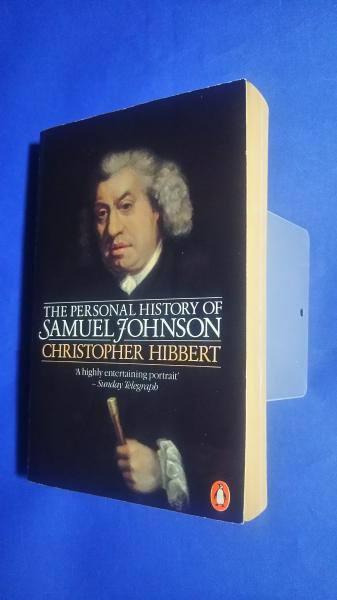 THE PERSONAL HISTORY OF
SAMUEL JOHNSON
CHRISTOPHER HIBBERT
'A highly entertaining portrait'
– Sunday Telegraph